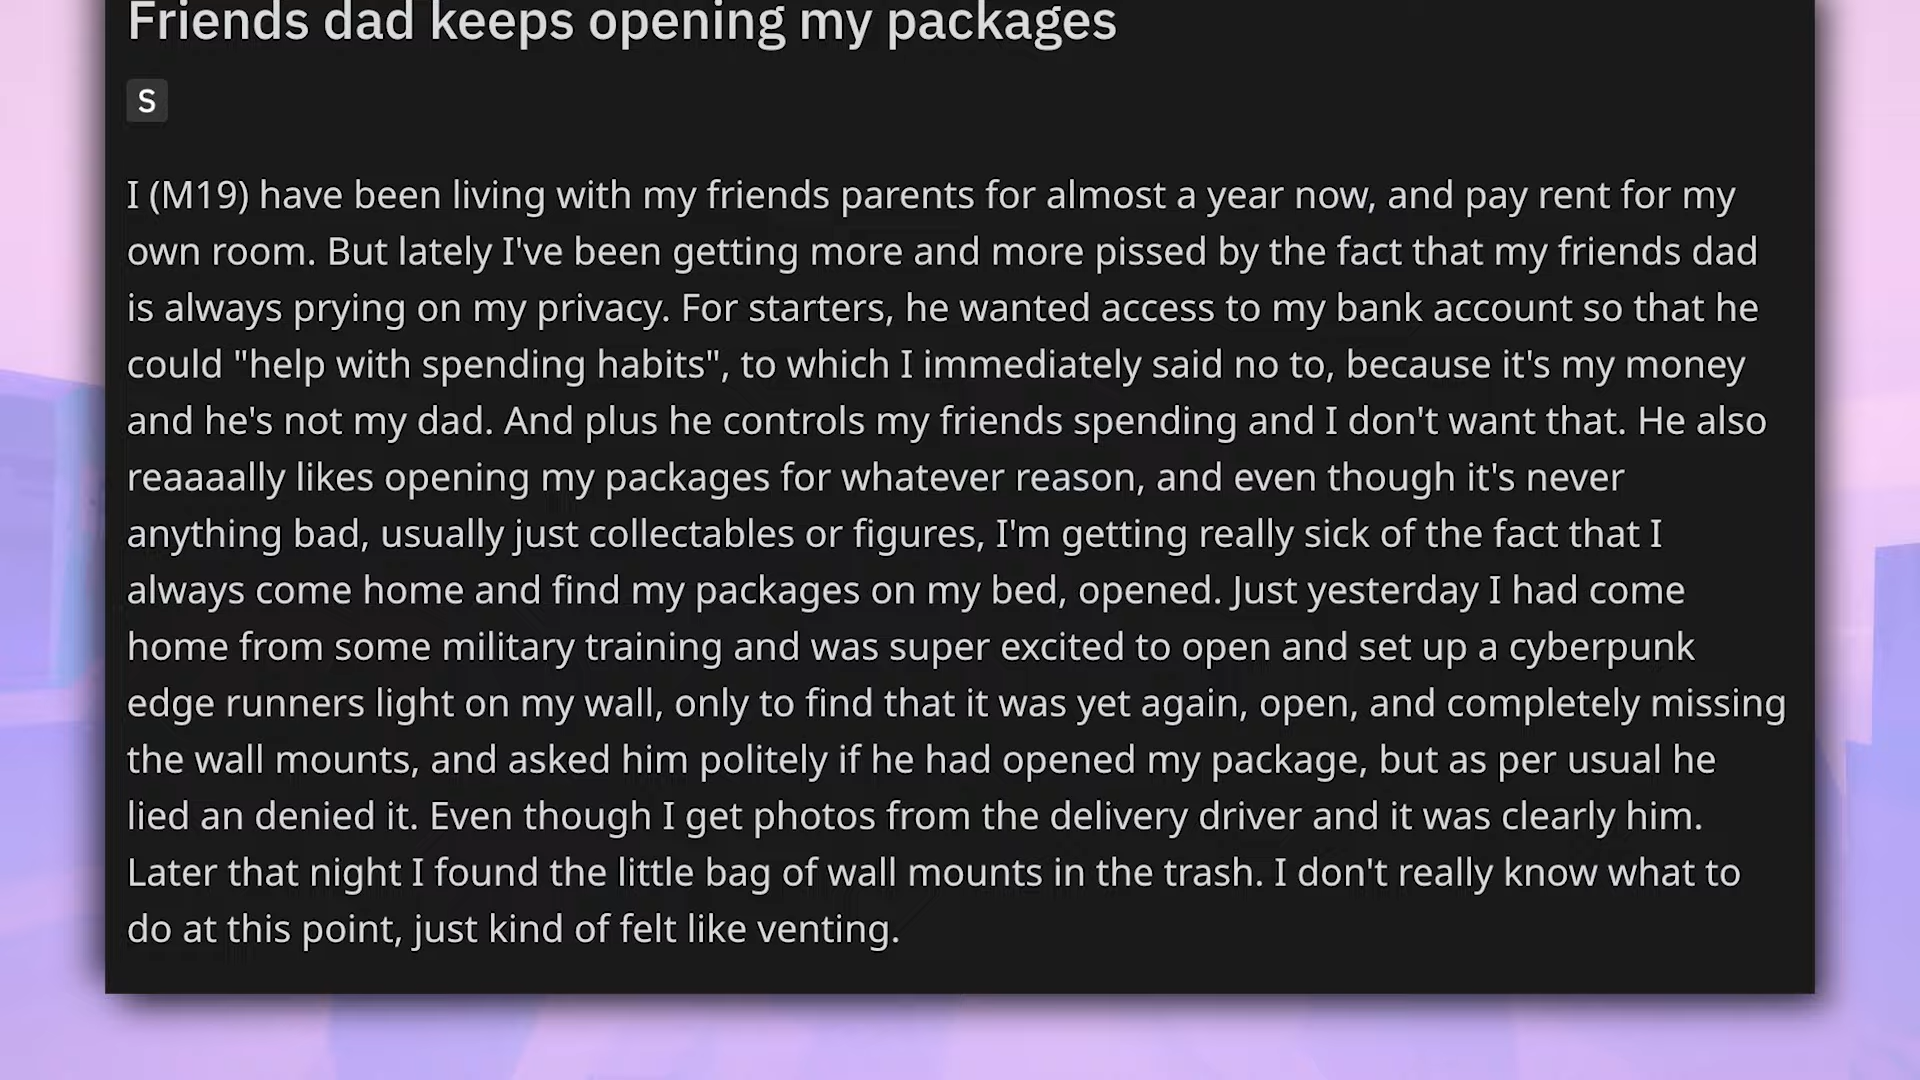 Friends dad keeps opening my packages
S
I (M19) have been living with my friends parents for almost a year now, and pay rent for my
own room. But lately I've been getting more and more pissed by the fact that my friends dad
is always prying on my privacy. For starters, he wanted access to my bank account so that he
could "help with spending habits", to which I immediately said no to, because it's my money
and he's not my dad. And plus he controls my friends spending and I don't want that. He also
reaaaally likes opening my packages for whatever reason, and even though it's never
anything bad, usually just collectables or figures, I'm getting really sick of the fact that I
always come home and find my packages on my bed, opened. Just yesterday I had come
home from some military training and was super excited to open and set up a cyberpunk
edge runners light on my wall, only to find that it was yet again, open, and completely missing
the wall mounts, and asked him politely if he had opened my package, but as per usual he
lied an denied it. Even though I get photos from the delivery driver and it was clearly him.
Later that night I found the little bag of wall mounts in the trash. I don't really know what to
do at this point, just kind of felt like venting.